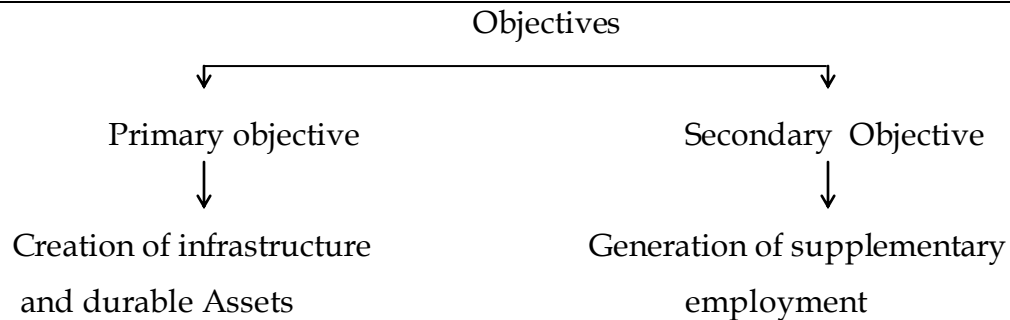 Objectives
Primary objective
Secondary Objective
Creation of infrastructure
and durable Assets
Generation of supplementary
employment